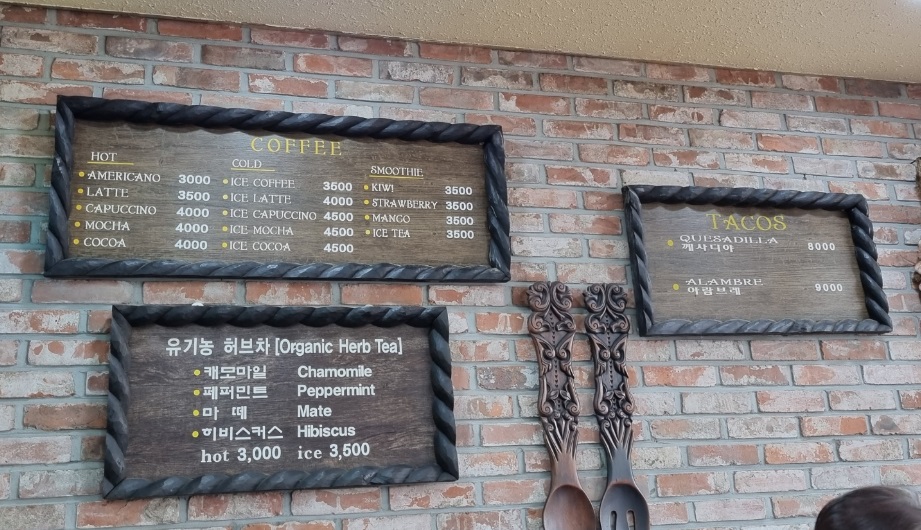 COFFEE
HOT
AMERICANO 3000
LATTE 3500
CAPUCCINO 4000
MOCHA 4000
COCOA 4000
COLD
ICE COFFEE 3500
ICE LATTE 4000
ICE CAPUCCINO 4500
ICE MOCHA 4500
ICE COCOA 4500
SMOOTHIE
KIWI 3500
STRAWBERRY 3500
MANGO 3500
ICE TEA 3500
TACOS
QUESADILLA 8000
께사디아
ALAMBRE
아람브레 9000
유기농 허브차 [Organic Herb Tea]
캐모마일 Chamomile
페퍼민트 Peppermint
마 떼 Mate
히비스커스 Hibiscus
hot 3,000 ice 3,500